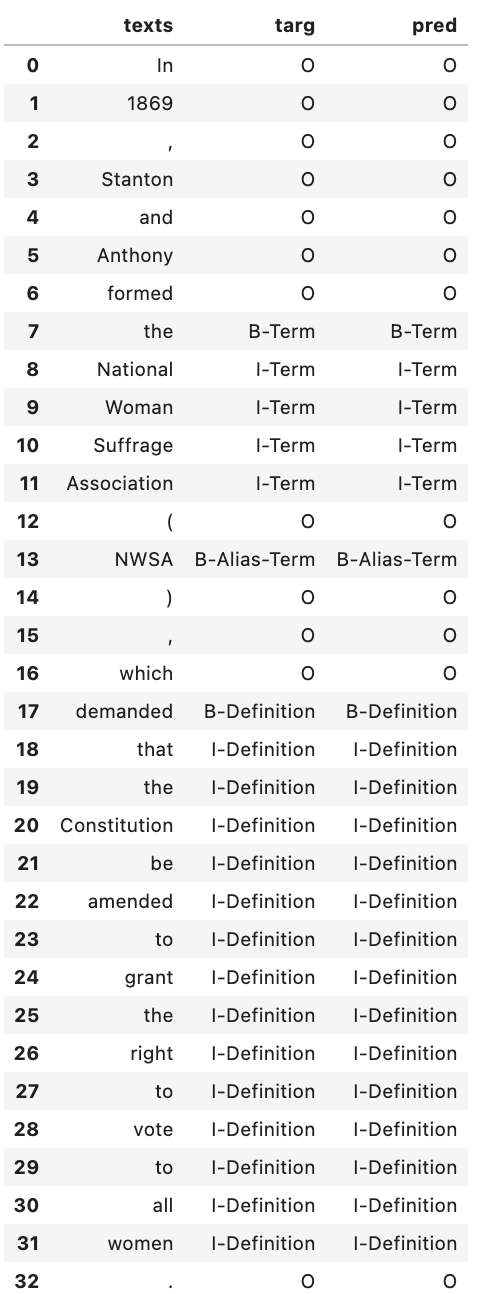 texts targ pred
0 In O O
1 1869 O O
2 , O O
3 Stanton O O
4 and O O
5 Anthony O O
6 formed O O
7 the B-Term B-Term
8 National I-Term I-Term
9 Woman I-Term I-Term
10 Suffrage I-Term I-Term
11 Association I-Term I-Term
12 ( O O
13 NWSA B-Alias-Term B-Alias-Term
14 ) O O
15 , O O
16 which O O
17 demanded B-Definition B-Definition
18 that I-Definition I-Definition
19 the I-Definition I-Definition
20 Constitution I-Definition I-Definition
21 be I-Definition I-Definition
22 amended I-Definition I-Definition
23 to I-Definition I-Definition
24 grant I-Definition I-Definition
25 the I-Definition I-Definition
26 right I-Definition I-Definition
27 to I-Definition I-Definition
28 vote I-Definition I-Definition
29 to I-Definition I-Definition
30 all I-Definition I-Definition
31 women I-Definition I-Definition
32 . O O